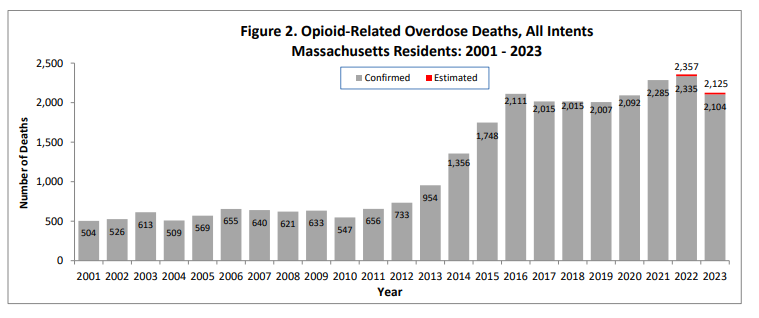 Figure 2. Opioid-Related Overdose Deaths, All Intents
Massachusetts Residents: 2001 - 2023
Confirmed Estimated
Number of Deaths
2,500
2,000
1,500
1,000
500
0
504 526 613 509 569 655 640 621 633 547 656 733 954 1,356 1,748 2,111 2,015 2,015 2,007 2,092 2,285 2,335 2,104
2,357 2,125
2001 2002 2003 2004 2005 2006 2007 2008 2009 2010 2011 2012 2013 2014 2015 2016 2017 2018 2019 2020 2021 2022 2023
Year